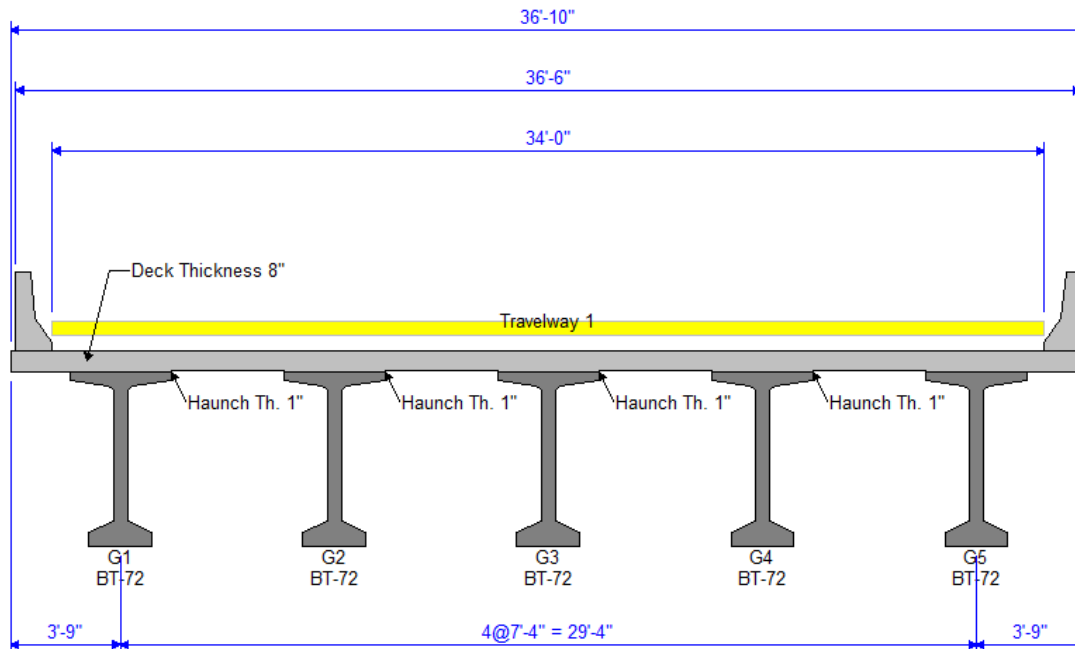 36'-10"
36'-6"
34'-0"
Deck Thickness 8"
Travelway 1
Haunch Th. 1"
Haunch Th. 1"
Haunch Th. 1"
Haunch Th. 1"
G1
BT-72
G2
BT-72
G3
BT-72
G4
BT-72
G5
BT-72
3'-9"
4@7'-4" = 29'-4"
3'-9"